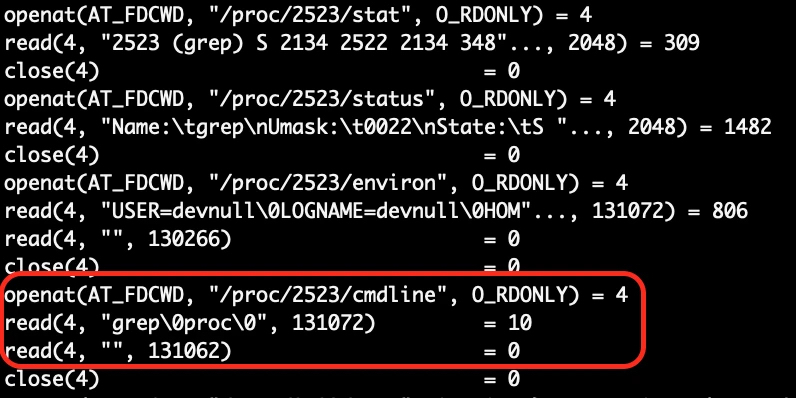 openat(AT_FDCWD, "/proc/2523/stat", O_RDONLY) = 4
read(4, "2523 (grep) S 2134 2522 2134 348"..., 2048) = 309
close(4)                                = 0
openat(AT_FDCWD, "/proc/2523/status", O_RDONLY) = 4
read(4, "Name:\tgrep\nUmask:\t0022\nState:\tS "..., 2048) = 1482
close(4)                                = 0
openat(AT_FDCWD, "/proc/2523/environ", O_RDONLY) = 4
read(4, "USER=devnull\0LOGNAME=devnull\0HOM"..., 131072) = 806
read(4, "", 130266)                     = 0
close(4)                                = 0
openat(AT_FDCWD, "/proc/2523/cmdline", O_RDONLY) = 4
read(4, "grep\0proc\0", 131072)         = 10
read(4, "", 131062)                     = 0
close(4)                                = 0